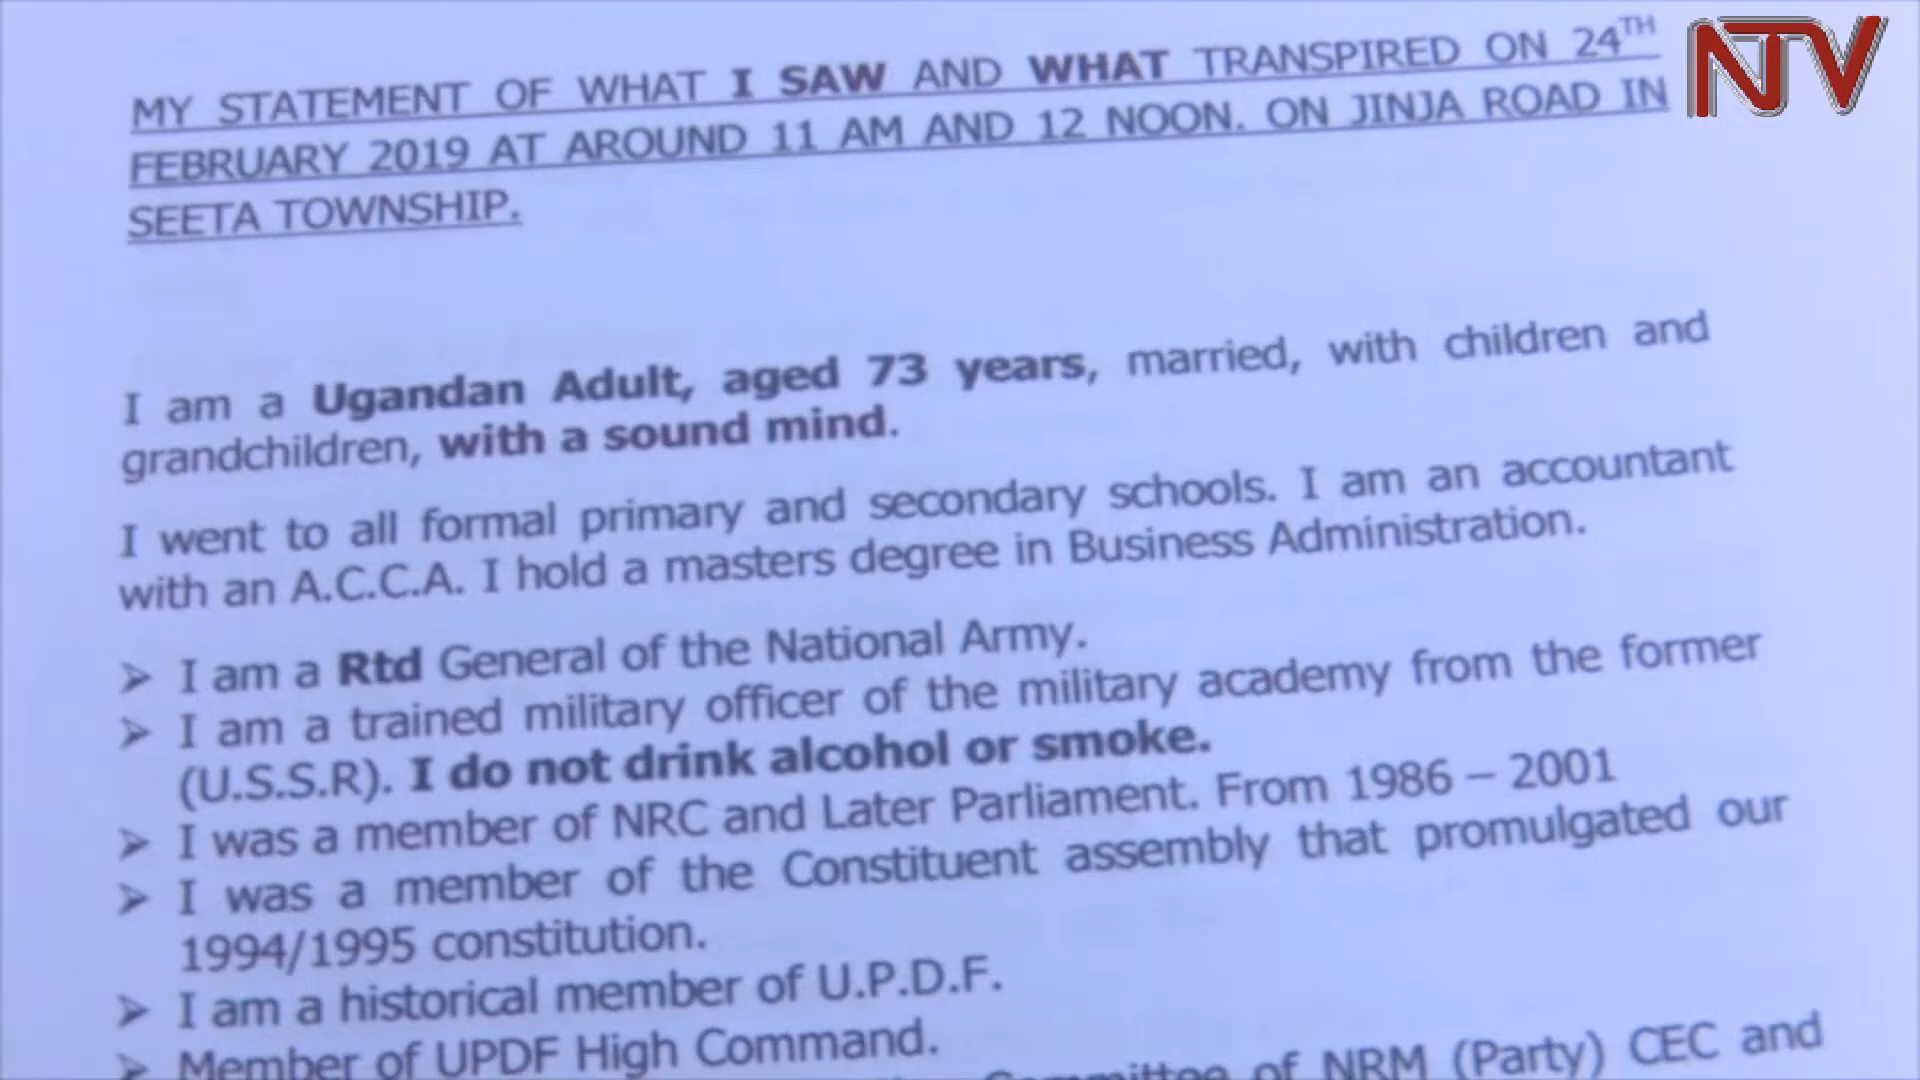 NTV
MY STATEMENT OF WHAT I SAW AND WHAT TRANSPIRED ON 24TH
FEBRUARY 2019 AT AROUND 11 AM AND 12 NOON. ON JINJA ROAD IN
SEETA TOWNSHIP.
I am a Ugandan Adult, aged 73 years, married, with children and
grandchildren, with a sound mind.
I went to all formal primary and secondary schools. I am an accountant
with an A.C.C.A. I hold a masters degree in Business Administration.
➢ I am a Rtd General of the National Army.
➢ I am a trained military officer of the military academy from the former
(U.S.S.R). I do not drink alcohol or smoke.
➢ I was a member of NRC and Later Parliament. From 1986 – 2001
➢ I was a member of the Constituent assembly that promulgated our
1994/1995 constitution.
➢ I am a historical member of U.P.D.F.
➢ Member of UPDF High Command.
Committee of NRM (Party) CEC and